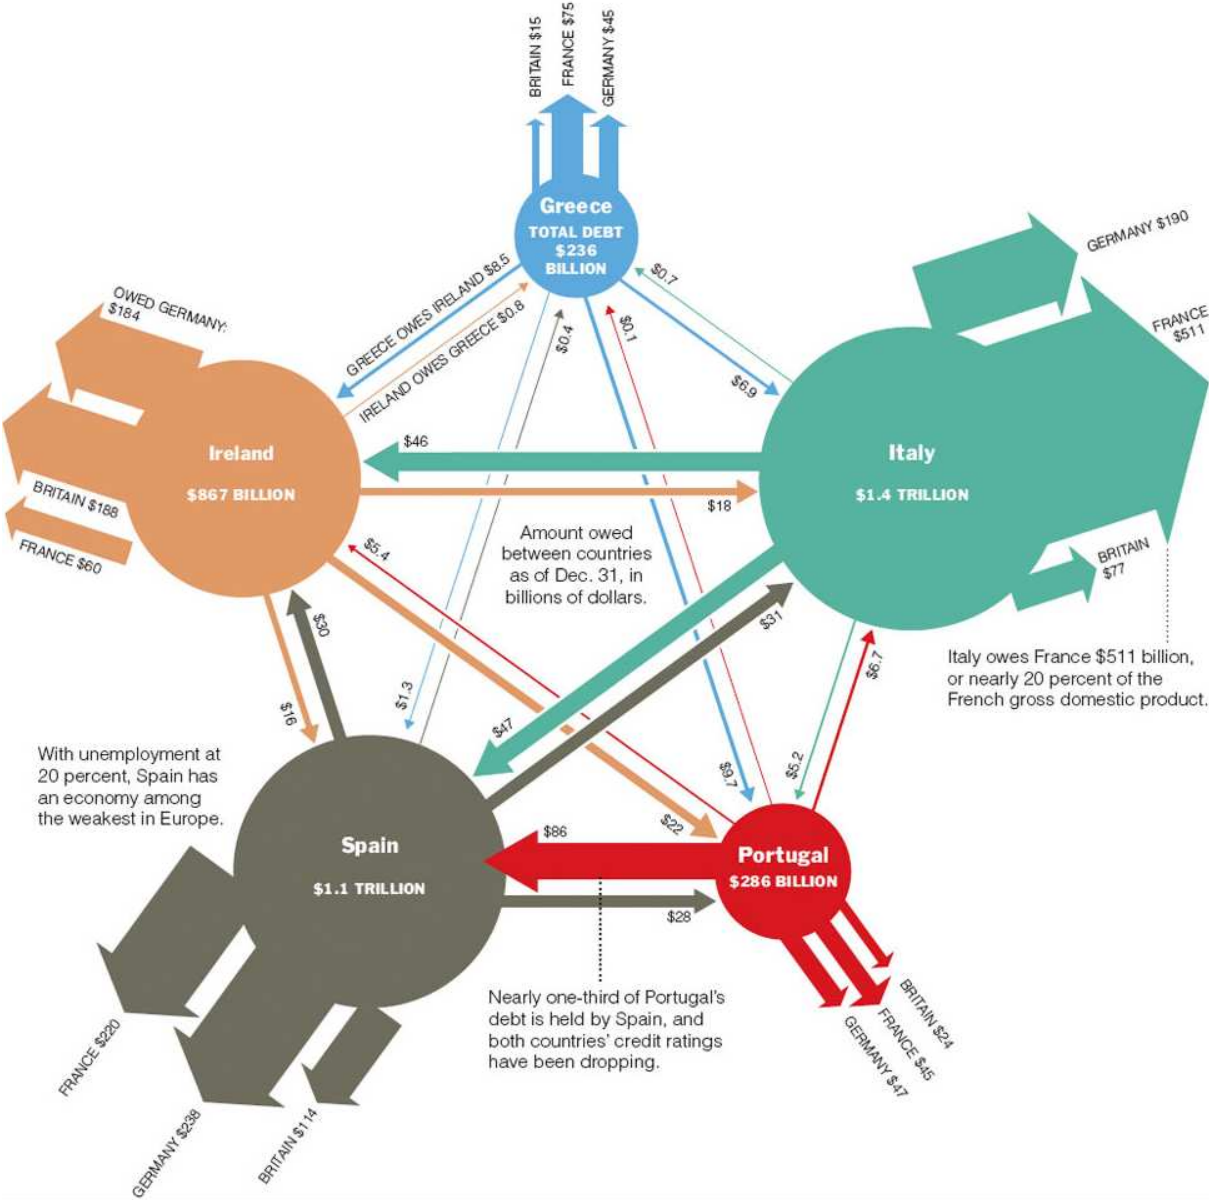 BRITAIN $15
FRANCE $75
GERMANY $45
Greece
TOTAL DEBT
$236
BILLION
GERMANY $190
FRANCE
$511
OWED GERMANY:
$184
GREECE OWES IRELAND $8.5
IRELAND OWES GREECE $0.8
$0.4
$0.1
$0.7
$6.9
Ireland
$867 BILLION
BRITAIN $188
FRANCE $60
$46
$18
Italy
$1.4 TRILLION
BRITAIN
$77
Amount owed
between countries
as of Dec. 31, in
billions of dollars.
$5.4
$30
$16
$1.3
$31
$47
$6.7
$5.2
$9.7
$22
Italy owes France $511 billion,
or nearly 20 percent of the
French gross domestic product.
With unemployment at
20 percent, Spain has
an economy among
the weakest in Europe.
Spain
$1.1 TRILLION
$86
$28
Portugal
$286 BILLION
Nearly one-third of Portugal's
debt is held by Spain, and
both countries' credit ratings
have been dropping.
FRANCE $220
GERMANY $238
BRITAIN $114
BRITAIN $24
FRANCE $45
GERMANY $47